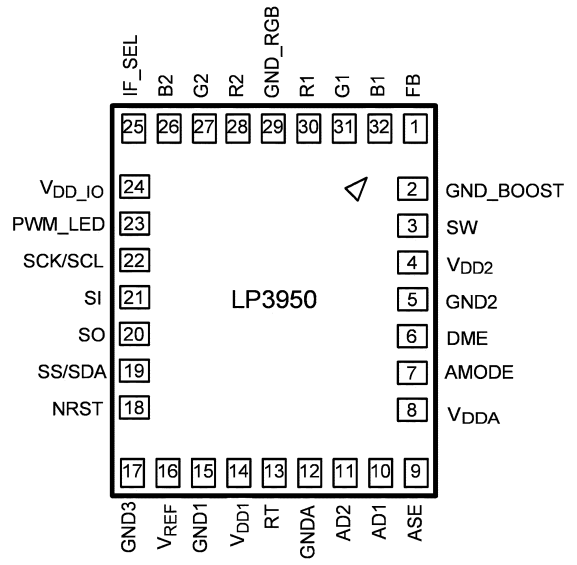 IF_SEL B2 G2 R2 GND_RGB R1 G1 B1 FB
25 26 27 28 29 30 31 32 1
VDD_IO 24 2 GND_BOOST
PWM_LED 23 3 SW
SCK/SCL 22 4 VDD2
SI 21 LP3950 5 GND2
SO 20 6 DME
SS/SDA 19 7 AMODE
NRST 18 8 VDDA
17 16 15 14 13 12 11 10 9
GND3 VREF GND1 VDD1 RT GNDA AD2 AD1 ASE